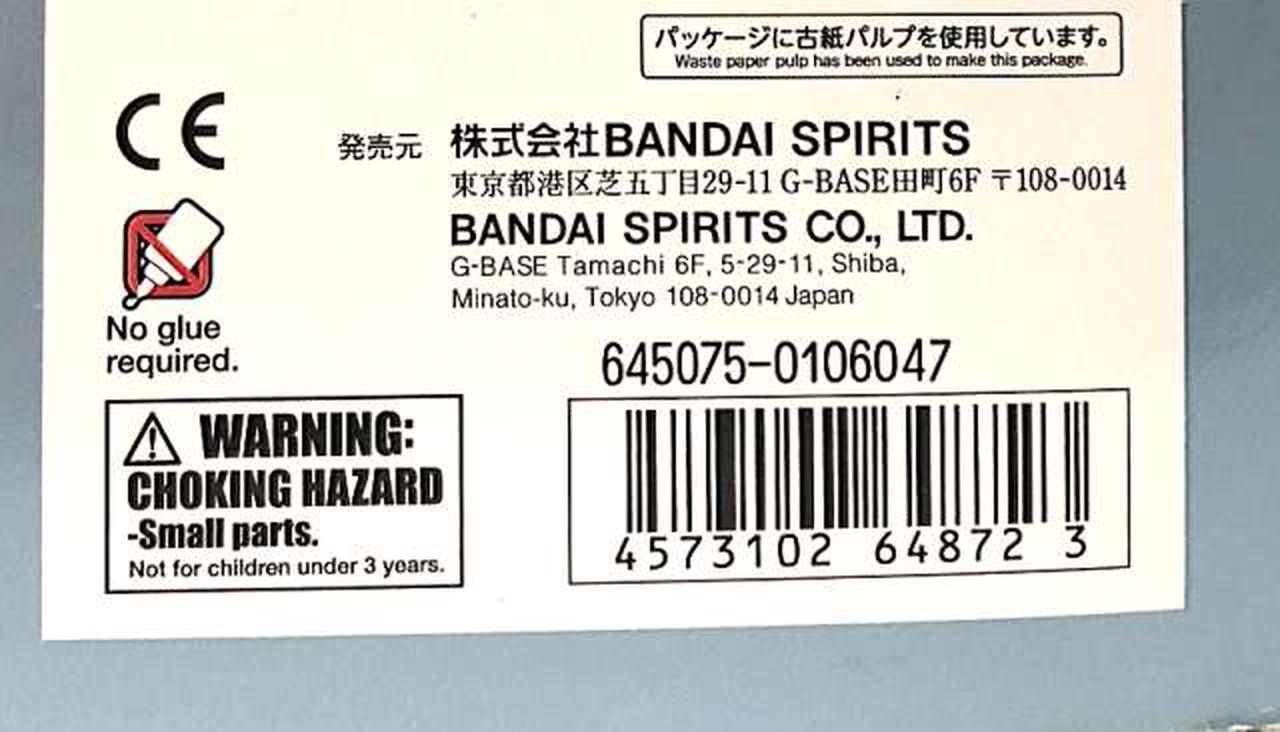 パッケージに古紙パルプを使用しています。
Waste paper pulp has been used to make this package.
CE
発売元 株式会社BANDAI SPIRITS
東京都港区芝五丁目29-11 G-BASE田町6F 〒108-0014
BANDAI SPIRITS CO., LTD.
G-BASE Tamachi 6F, 5-29-11, Shiba,
Minato-ku, Tokyo 108-0014 Japan
No glue
required.
645075-0106047
WARNING:
CHOKING HAZARD
-Small parts.
Not for children under 3 years.
4573102 64872 3